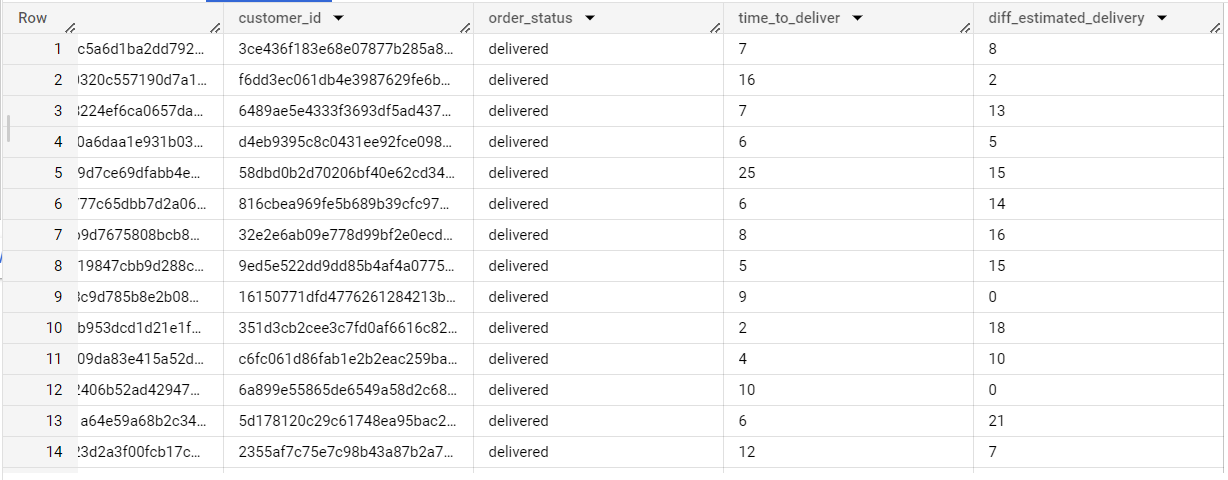 Row customer_id order_status time_to_deliver diff_estimated_delivery
1 c5a6d1ba2dd792... 3ce436f183e68e07877b285a8... delivered 7 8
2 0320c557190d7a1... f6dd3ec061db4e3987629fe6b... delivered 16 2
3 3224ef6ca0657da... 6489ae5e4333f3693df5ad437... delivered 7 13
4 0a6daa1e931b03... d4eb9395c8c0431ee92fce098... delivered 6 5
5 9d7ce69dfabb4e... 58dbd0b2d70206bf40e62cd34... delivered 25 15
6 77c65dbb7d2a06... 816cbea969fe5b689b39cfc97... delivered 6 14
7 b9d7675808bcb8... 32e2e6ab09e778d99bf2e0ecd... delivered 8 16
8 19847cbb9d288c... 9ed5e522dd9dd85b4af4a0775... delivered 5 15
9 3c9d785b8e2b08... 16150771dfd4776261284213b... delivered 9 0
10 b953dcd1d21e1f... 351d3cb2cee3c7fd0af6616c82... delivered 2 18
11 09da83e415a52d... c6fc061d86fab1e2b2eac259ba... delivered 4 10
12 2406b52ad42947... 6a899e55865de6549a58d2c68... delivered 10 0
13 a64e59a68b2c34... 5d178120c29c61748ea95bac2... delivered 6 21
14 23d2a3f00fcb17c... 2355af7c75e7c98b43a87b2a7... delivered 12 7